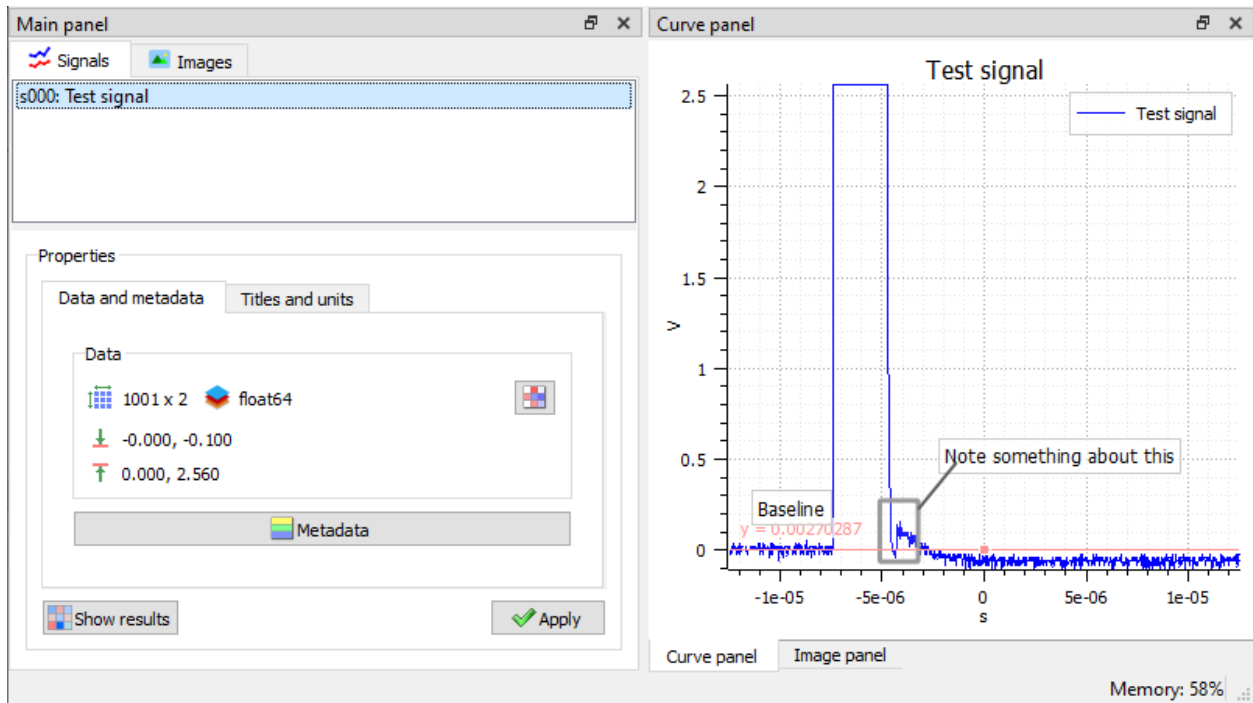 Main panel
Signals
Images
s000: Test signal
Properties
Data and metadata
Titles and units
Data
1001 x 2
float64
-0.000, -0.100
0.000, 2.560
Metadata
Show results
Apply
Curve panel
Test signal
Test signal
2.5
2
1.5
V
1
0.5
0
Note something about this
Baseline
y = 0.00270287
-1e-05
-5e-06
0
5e-06
1e-05
s
Curve panel
Image panel
Memory: 58%